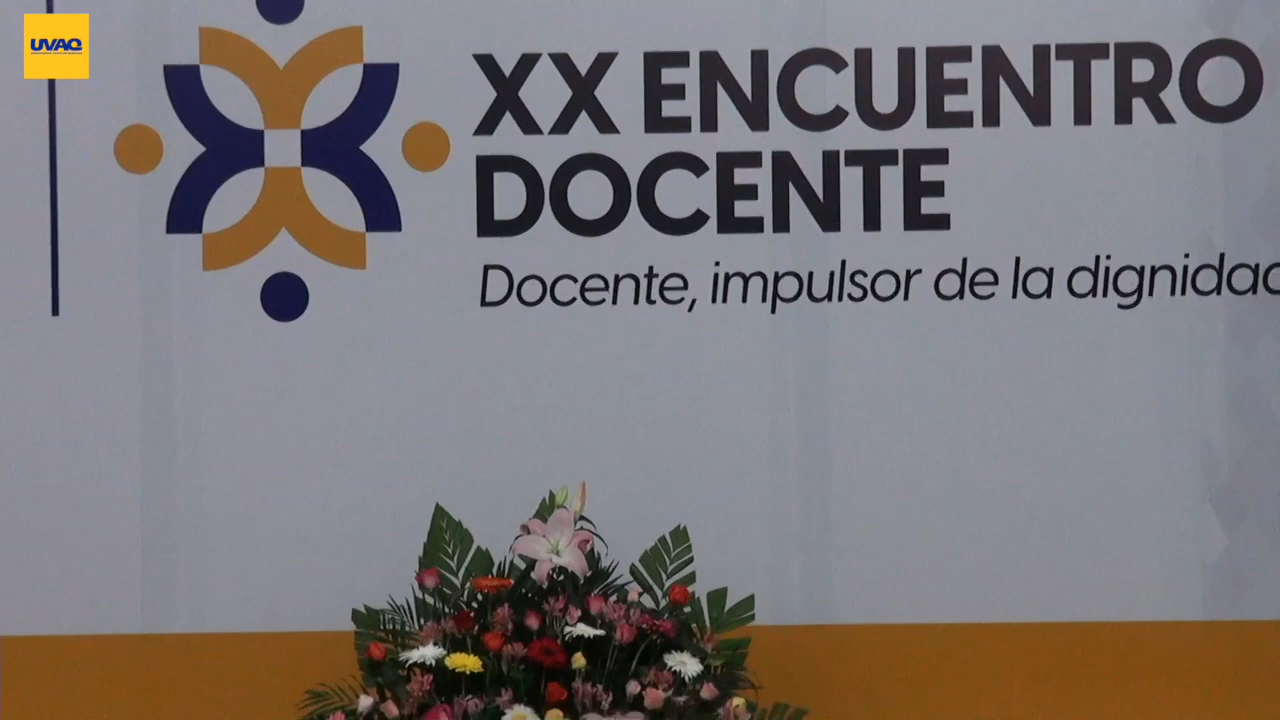 UVAQ
XX ENCUENTRO
DOCENTE
Docente, impulsor de la dignidad